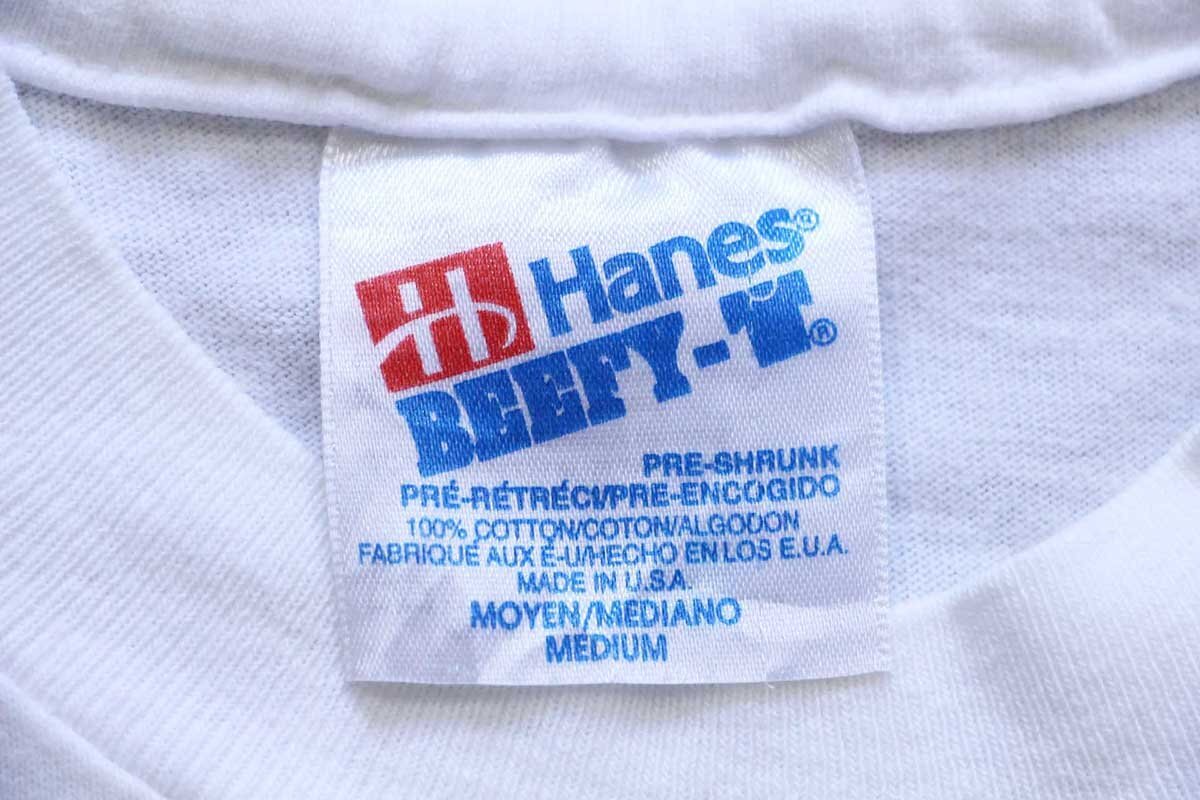 Hanes®
BEEFY-T®
PRE-SHRUNK
PRÉ-RÉTRÉCI/PRE-ENCOGIDO
100% COTTON/COTON/ALGODON
FABRIQUÉ AUX É-U/HECHO EN LOS E.U.A.
MADE IN U.S.A.
MOYEN/MEDIANO
MEDIUM